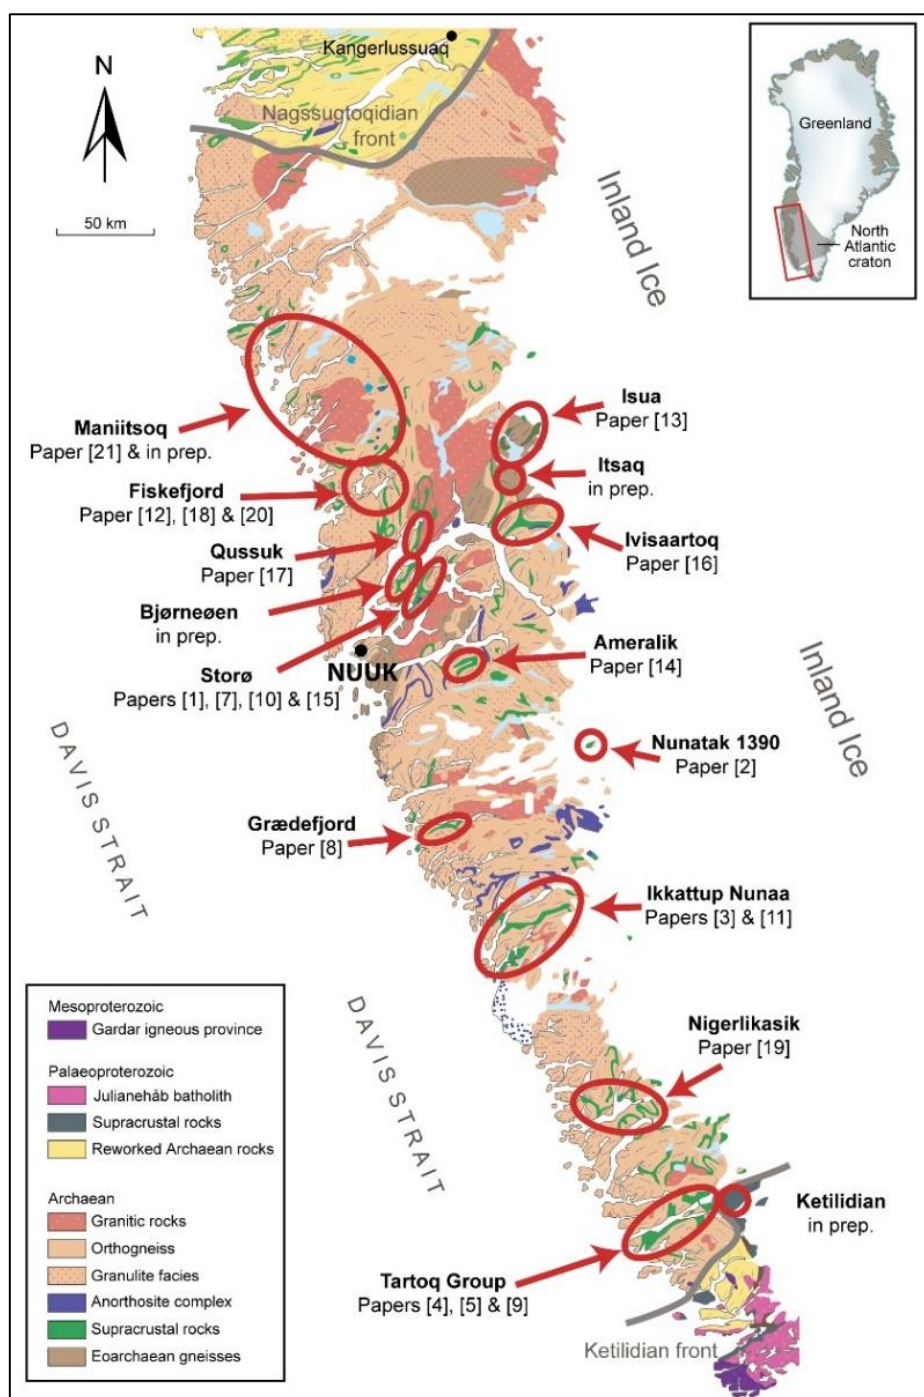 Kangerlussuaq
N
Nagssugtoqidian
front
50 km
Inland Ice
Greenland
North
Atlantic
craton
Maniitsoq
Paper [21] & in prep.
Isua
Paper [13]
Itsaq
in prep.
Fiskefjord
Paper [12], [18] & [20]
Ivisaartoq
Paper [16]
Qussuk
Paper [17]
Bjørneøen
in prep.
Ameralik
Paper [14]
NUUK
Storø
Papers [1], [7], [10] & [15]
Inland Ice
Nunatak 1390
Paper [2]
DAVIS STRAIT
Grædefjord
Paper [8]
Ikkattup Nunaa
Papers [3] & [11]
DAVIS STRAIT
Nigerlikasik
Paper [19]
Ketilidian
in prep.
Tartoq Group
Papers [4], [5] & [9]
Ketilidian front
Mesoproterozoic
Gardar igneous province
Palaeoproterozoic
Julianehåb batholith
Supracrustal rocks
Reworked Archaean rocks
Archaean
Granitic rocks
Orthogneiss
Granulite facies
Anorthosite complex
Supracrustal rocks
Eoarchaean gneisses